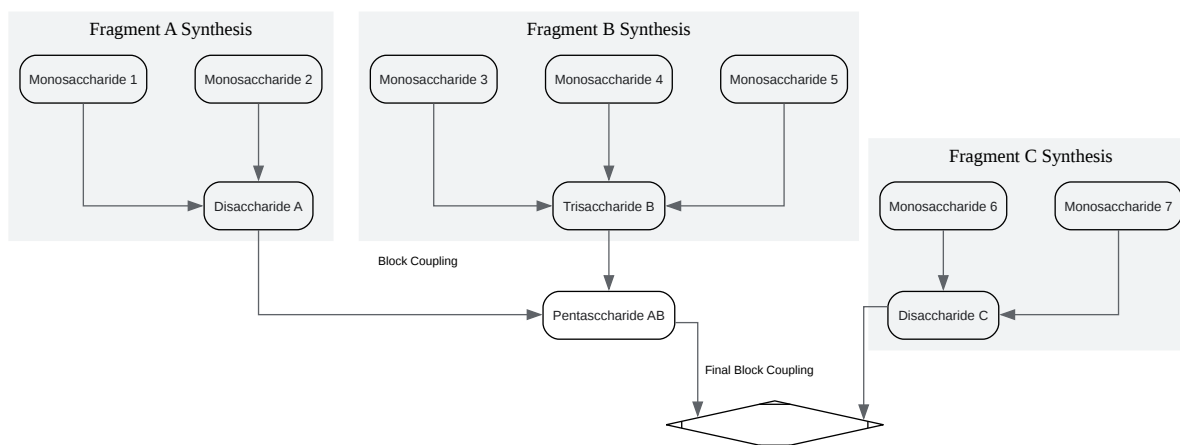 Fragment A Synthesis
Fragment B Synthesis
Monosaccharide 1
Monosaccharide 2
Monosaccharide 3
Monosaccharide 4
Monosaccharide 5
Fragment C Synthesis
Disaccharide A
Trisaccharide B
Monosaccharide 6
Monosaccharide 7
Block Coupling
Pentasccharide AB
Disaccharide C
Final Block Coupling